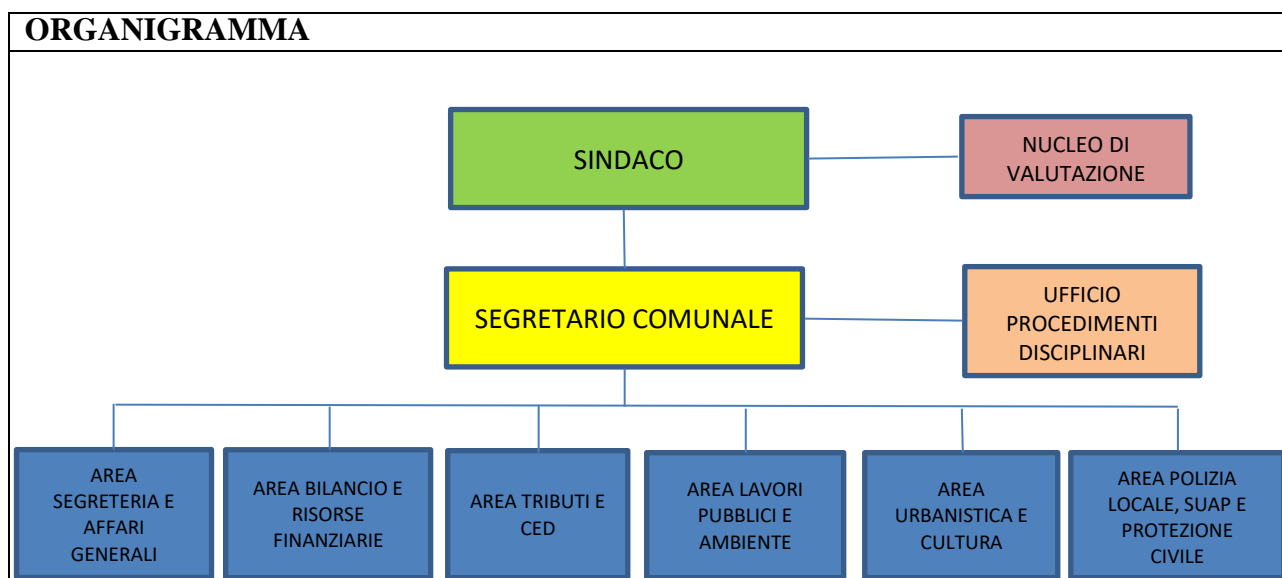 ORGANIGRAMMA
SINDACO
NUCLEO DI
VALUTAZIONE
SEGRETARIO COMUNALE
UFFICIO
PROCEDIMENTI
DISCIPLINARI
AREA
SEGRETERIA E
AFFARI
GENERALI
AREA BILANCIO E
RISORSE
FINANZIARIE
AREA TRIBUTI E
CED
AREA LAVORI
PUBBLICI E
AMBIENTE
AREA
URBANISTICA E
CULTURA
AREA POLIZIA
LOCALE, SUAP E
PROTEZIONE
CIVILE